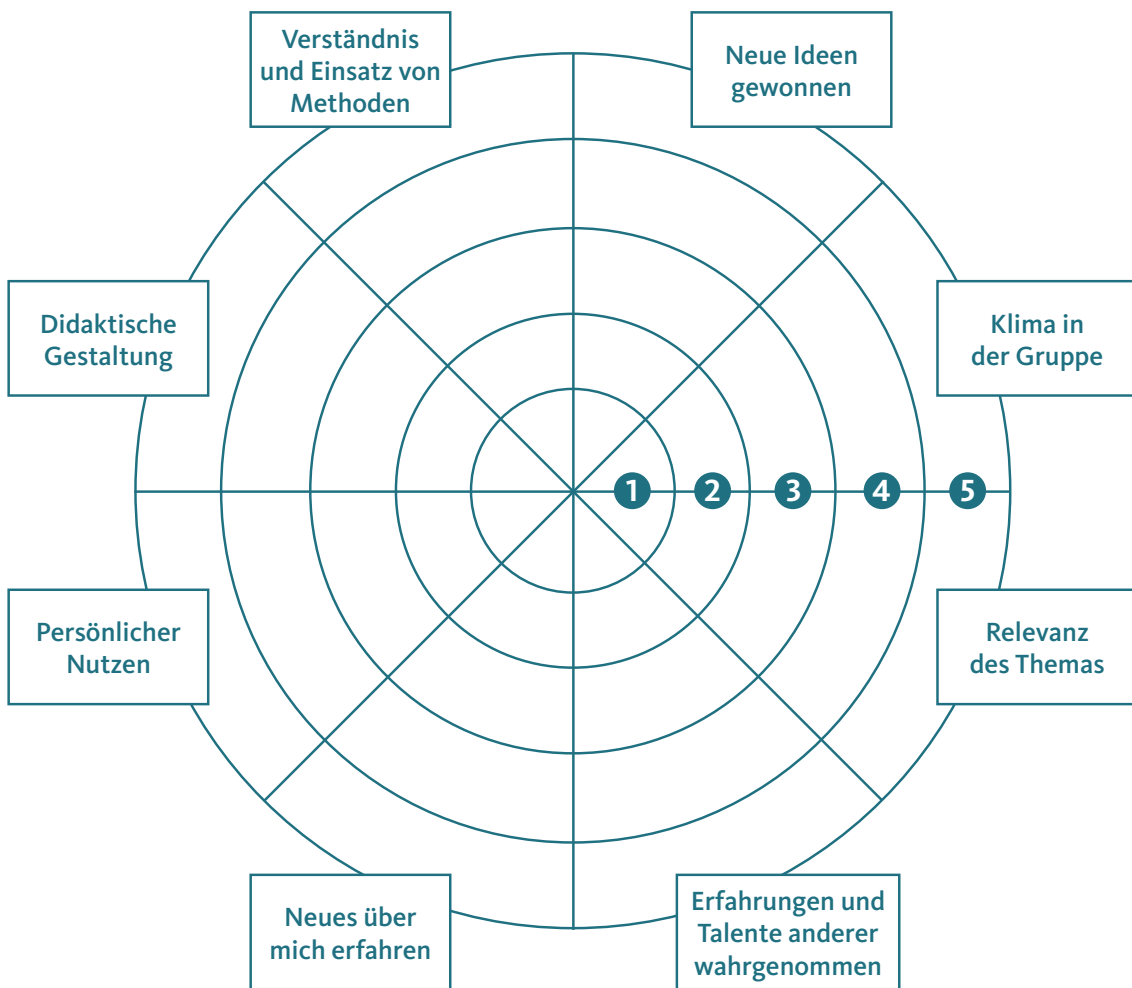 Verständnis
und Einsatz von
Methoden
Neue Ideen
gewonnen
Didaktische
Gestaltung
Klima in
der Gruppe
1 2 3 4 5
Persönlicher
Nutzen
Relevanz
des Themas
Neues über
mich erfahren
Erfahrungen und
Talente anderer
wahrgenommen